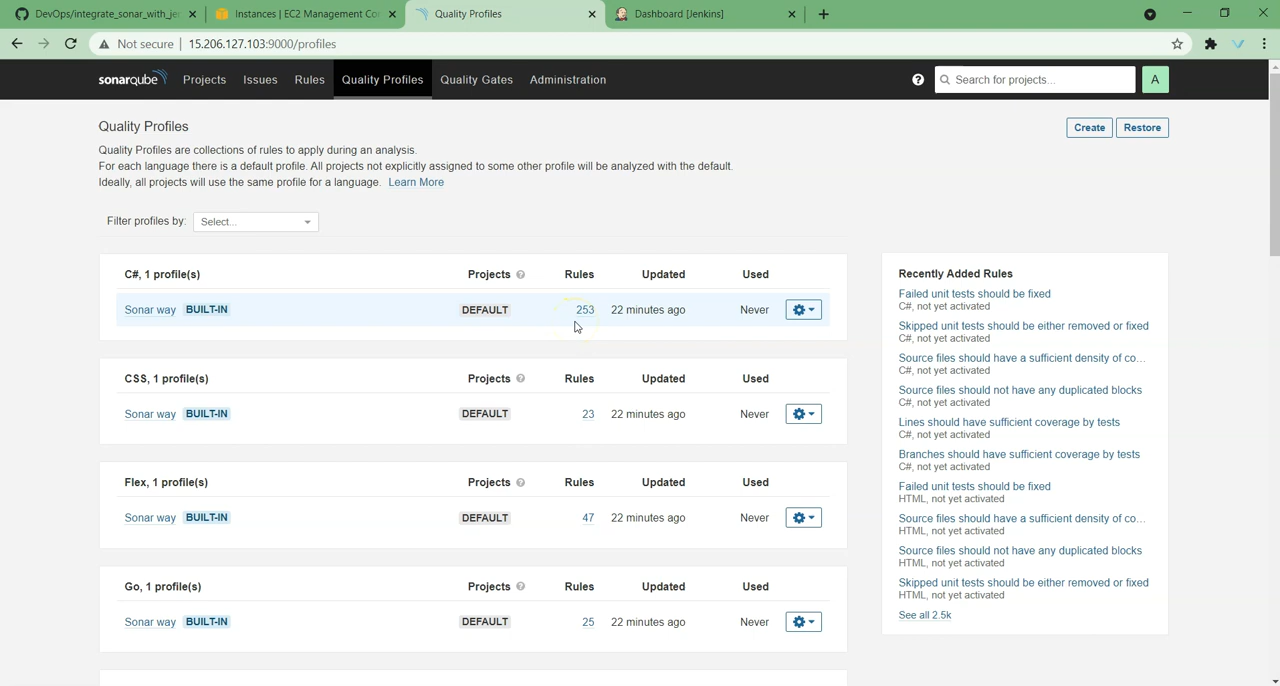 DevOps/integrate_sonar_with_je
Instances | EC2 Management Co
Quality Profiles
Dashboard [Jenkins]
Not secure | 15.206.127.103:9000/profiles
sonarqube Projects Issues Rules Quality Profiles Quality Gates Administration
Search for projects...
A
Quality Profiles
Create Restore
Quality Profiles are collections of rules to apply during an analysis.
For each language there is a default profile. All projects not explicitly assigned to some other profile will be analyzed with the default.
Ideally, all projects will use the same profile for a language. Learn More
Filter profiles by: Select...
C#, 1 profile(s) Projects Rules Updated Used
Sonar way BUILT-IN DEFAULT 253 22 minutes ago Never
CSS, 1 profile(s) Projects Rules Updated Used
Sonar way BUILT-IN DEFAULT 23 22 minutes ago Never
Flex, 1 profile(s) Projects Rules Updated Used
Sonar way BUILT-IN DEFAULT 47 22 minutes ago Never
Go, 1 profile(s) Projects Rules Updated Used
Sonar way BUILT-IN DEFAULT 25 22 minutes ago Never
Recently Added Rules
Failed unit tests should be fixed
C#, not yet activated
Skipped unit tests should be either removed or fixed
C#, not yet activated
Source files should have a sufficient density of co...
C#, not yet activated
Source files should not have any duplicated blocks
C#, not yet activated
Lines should have sufficient coverage by tests
C#, not yet activated
Branches should have sufficient coverage by tests
C#, not yet activated
Failed unit tests should be fixed
HTML, not yet activated
Source files should have a sufficient density of co...
HTML, not yet activated
Source files should not have any duplicated blocks
HTML, not yet activated
Skipped unit tests should be either removed or fixed
HTML, not yet activated
See all 2.5k